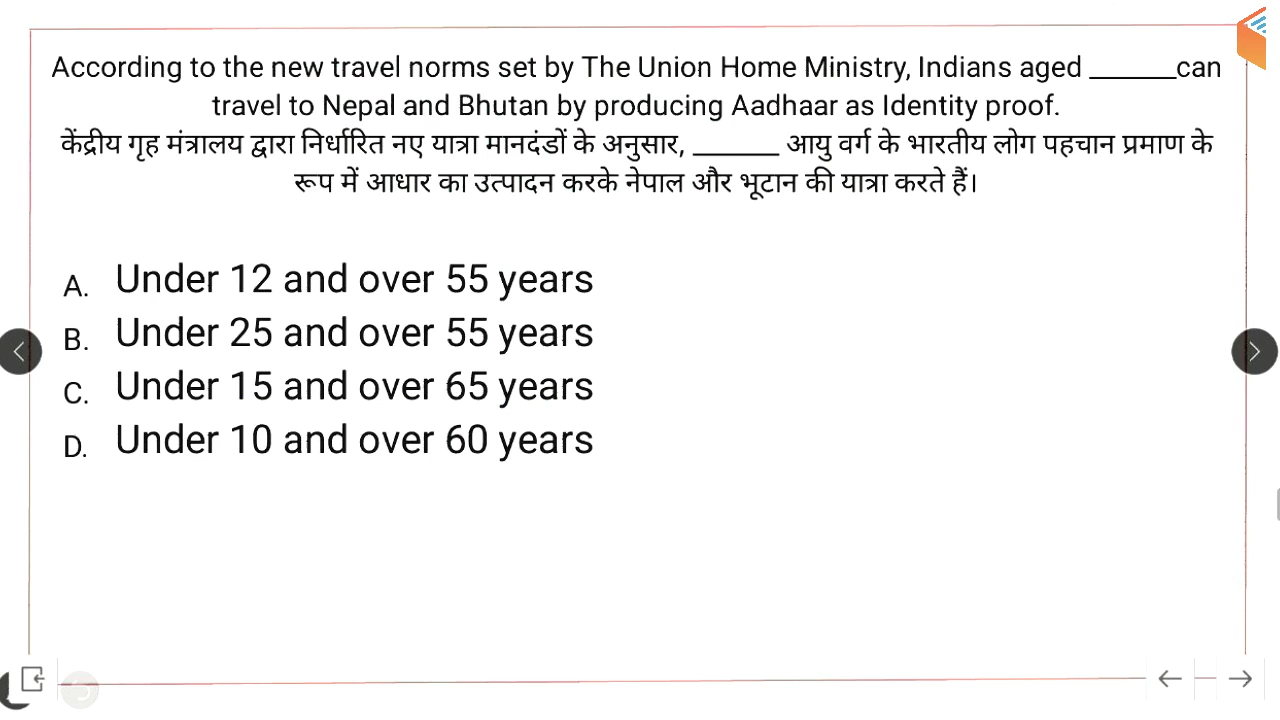 According to the new travel norms set by The Union Home Ministry, Indians aged ______can
travel to Nepal and Bhutan by producing Aadhaar as Identity proof.
केंद्रीय गृह मंत्रालय द्वारा निर्धारित नए यात्रा मानदंडों के अनुसार, ______ आयु वर्ग के भारतीय लोग पहचान प्रमाण के
रूप में आधार का उत्पादन करके नेपाल और भूटान की यात्रा करते हैं।
A. Under 12 and over 55 years
B. Under 25 and over 55 years
C. Under 15 and over 65 years
D. Under 10 and over 60 years